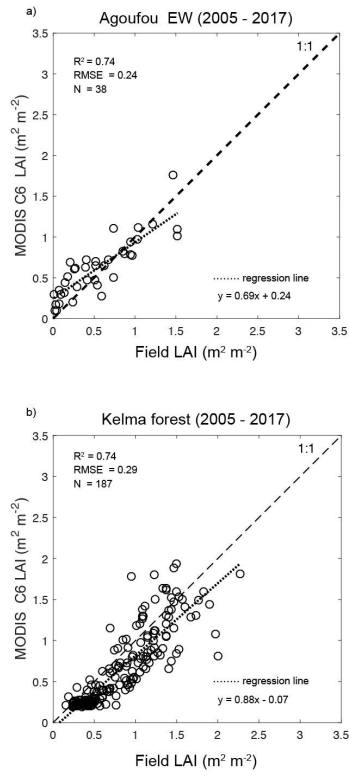 a)
Agoufou EW (2005 - 2017)
3.5
3
2.5
2
1.5
1
0.5
0
MODIS C6 LAI (m² m⁻²)
R² = 0.74
RMSE = 0.24
N = 38
1:1
regression line
y = 0.69x + 0.24
0 0.5 1 1.5 2 2.5 3 3.5
Field LAI (m² m⁻²)
b)
Kelma forest (2005 - 2017)
3.5
3
2.5
2
1.5
1
0.5
0
MODIS C6 LAI (m² m⁻²)
R² = 0.74
RMSE = 0.29
N = 187
1:1
regression line
y = 0.88x - 0.07
0 0.5 1 1.5 2 2.5 3 3.5
Field LAI (m² m⁻²)